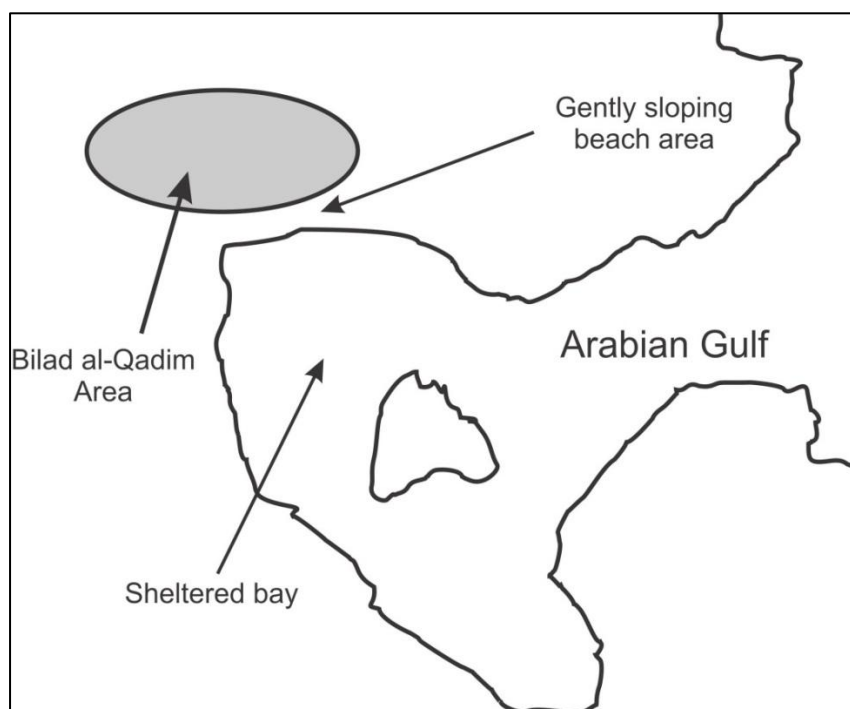 Gently sloping
beach area
Arabian Gulf
Bilad al-Qadim
Area
Sheltered bay